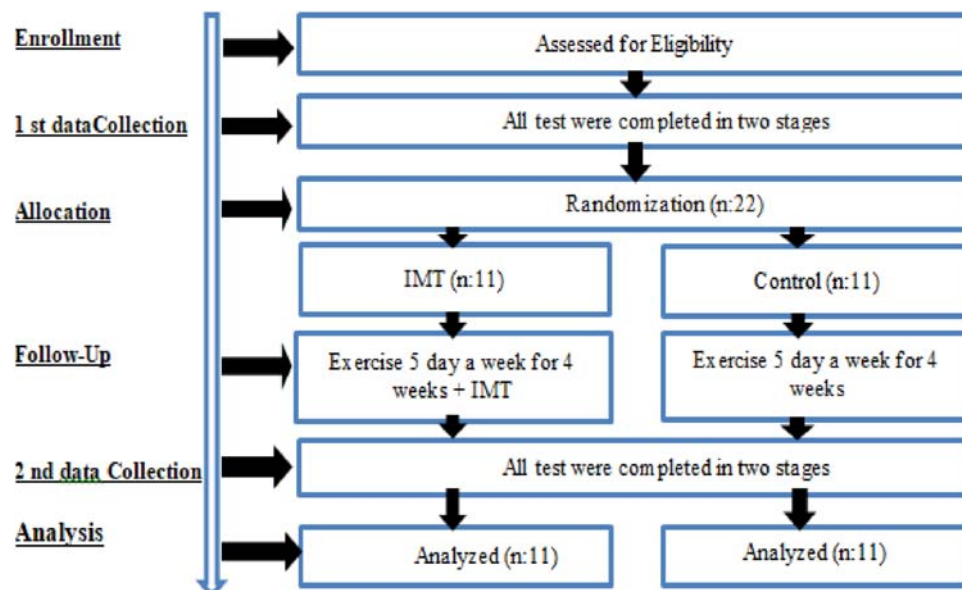 Enrollment
Assessed for Eligibility
1 st dataCollection
All test were completed in two stages
Allocation
Randomization (n:22)
IMT (n:11)
Control (n:11)
Follow-Up
Exercise 5 day a week for 4
weeks + IMT
Exercise 5 day a week for 4
weeks
2 nd data Collection
All test were completed in two stages
Analysis
Analyzed (n:11)
Analyzed (n:11)